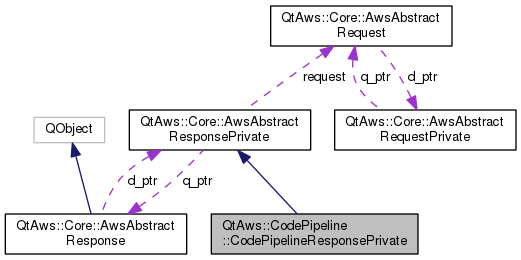 QtAws::Core::AwsAbstract
Request
request
q_ptr
d_ptr
QObject
QtAws::Core::AwsAbstract
ResponsePrivate
QtAws::Core::AwsAbstract
RequestPrivate
d_ptr
q_ptr
QtAws::Core::AwsAbstract
Response
QtAws::CodePipeline
::CodePipelineResponsePrivate